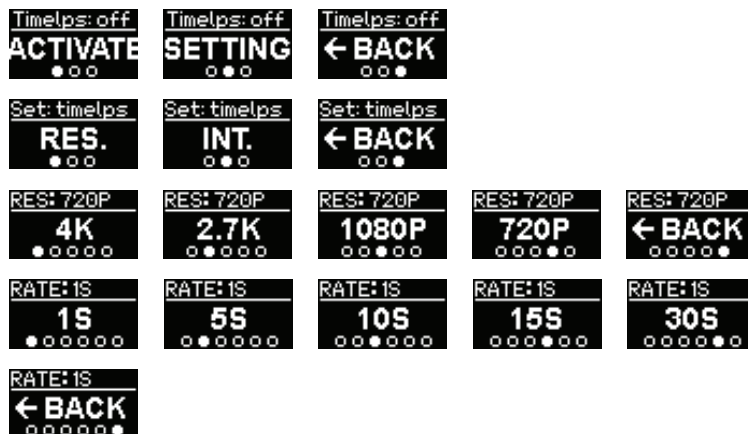 Timelps: off Timelps: off Timelps: off
ACTIVATE SETTING ← BACK
Set: timelps Set: timelps Set: timelps
RES. INT. ← BACK
RES: 720P RES: 720P RES: 720P RES: 720P RES: 720P
4K 2.7K 1080P 720P ← BACK
RATE: 1S RATE: 1S RATE: 1S RATE: 1S RATE: 1S
1S 5S 10S 15S 30S
RATE: 1S
← BACK